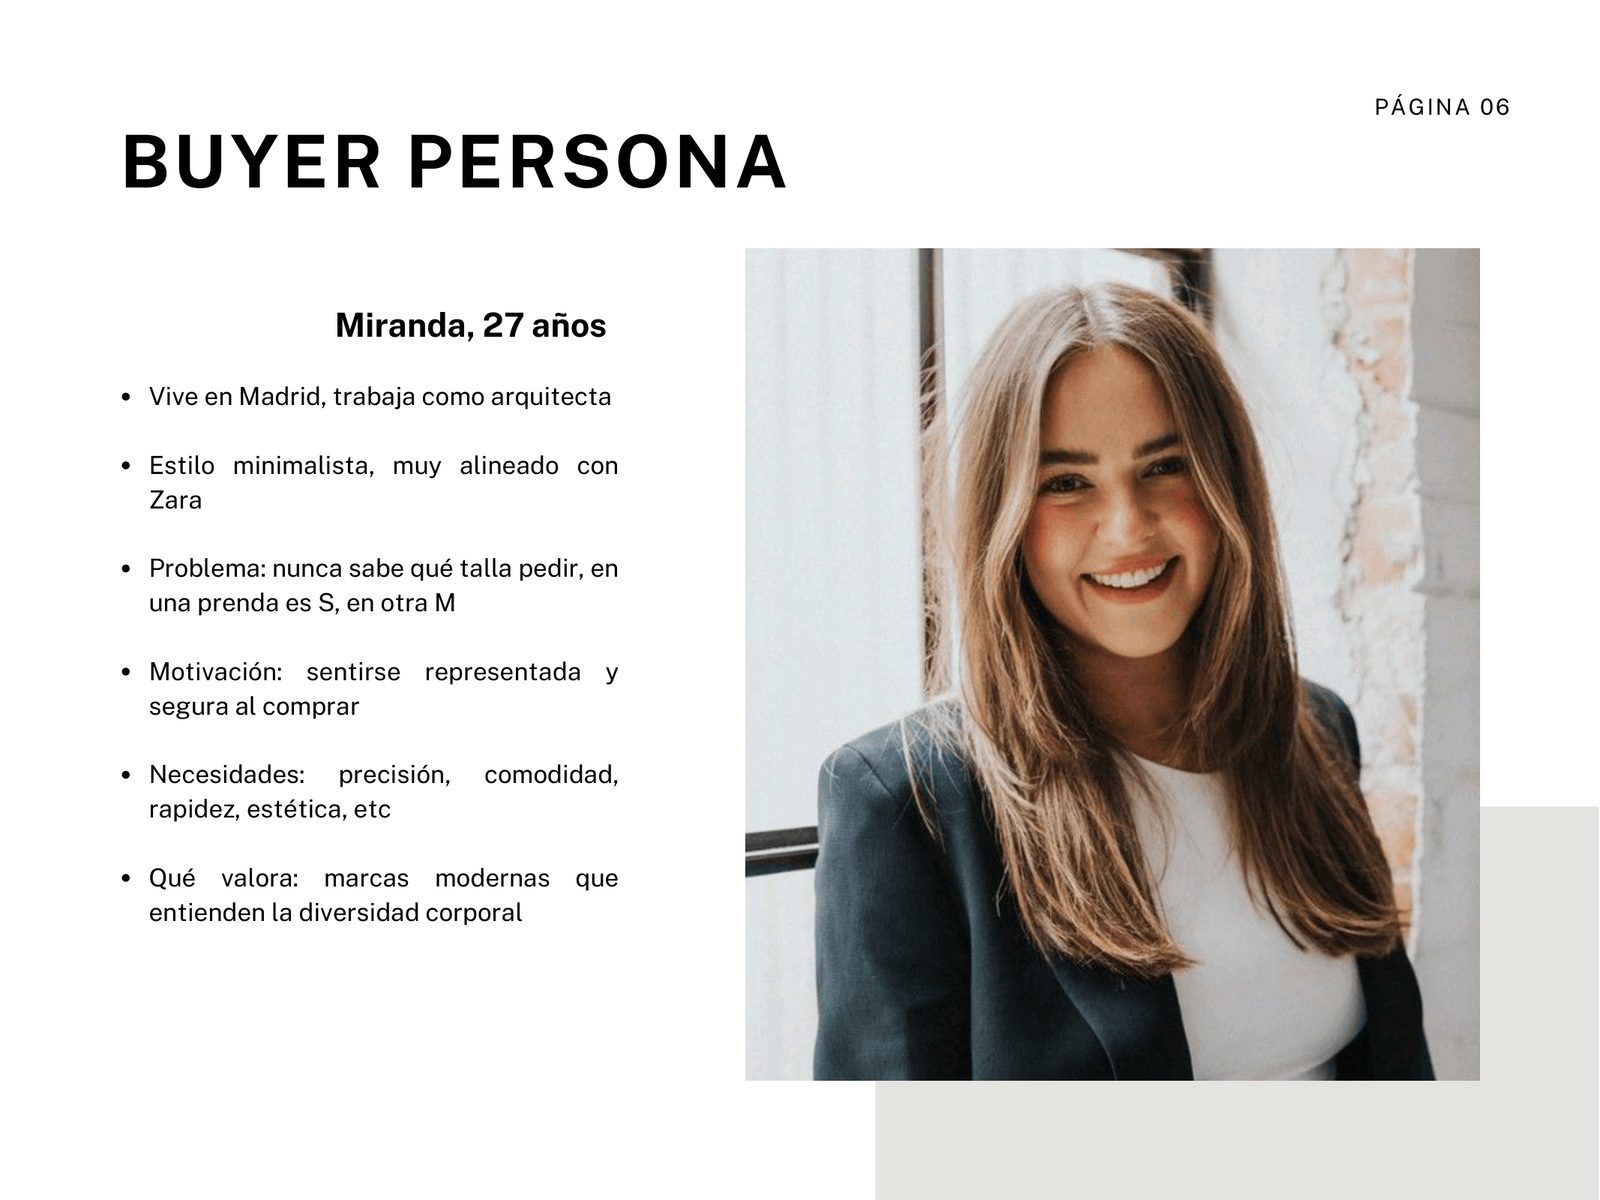 PÁGINA 06
BUYER PERSONA
Miranda, 27 años
• Vive en Madrid, trabaja como arquitecta
• Estilo minimalista, muy alineado con
Zara
• Problema: nunca sabe qué talla pedir, en
una prenda es S, en otra M
• Motivación: sentirse representada y
segura al comprar
• Necesidades: precisión, comodidad,
rapidez, estética, etc
• Qué valora: marcas modernas que
entienden la diversidad corporal